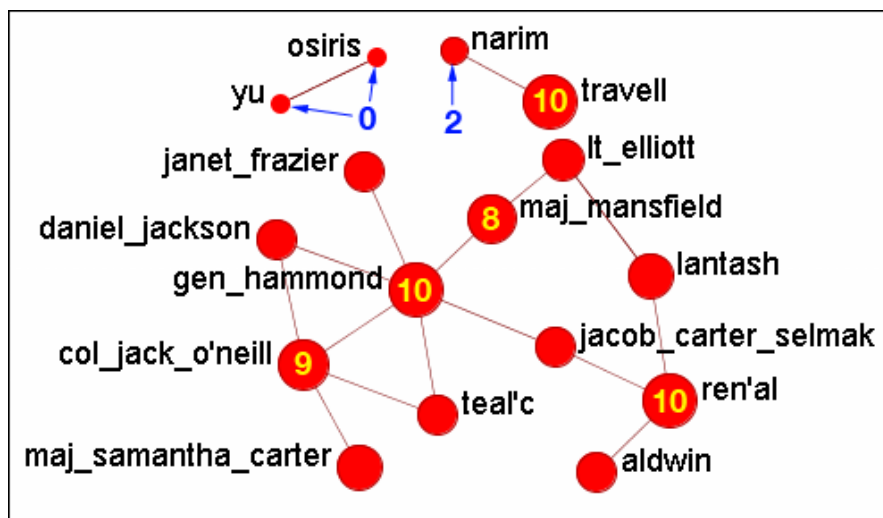 osiris
narim
yu
0
2
10
travell
janet_frazier
lt_elliott
8
maj_mansfield
daniel_jackson
gen_hammond
10
lantash
col_jack_o'neill
9
jacob_carter_selmak
teal'c
10
ren'al
maj_samantha_carter
aldwin